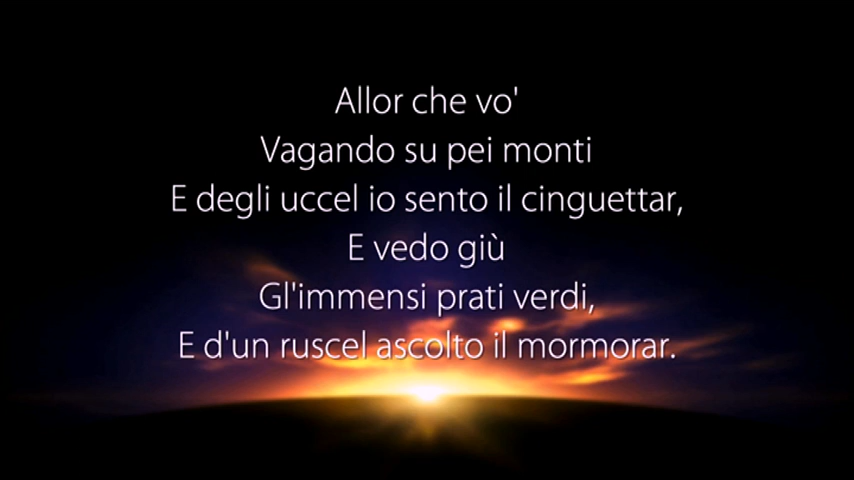 Allor che vo'
Vagando su pei monti
E degli uccel io sento il cinguettar,
E vedo giù
Gl'immensi prati verdi,
E d'un ruscel ascolto il mormorar.